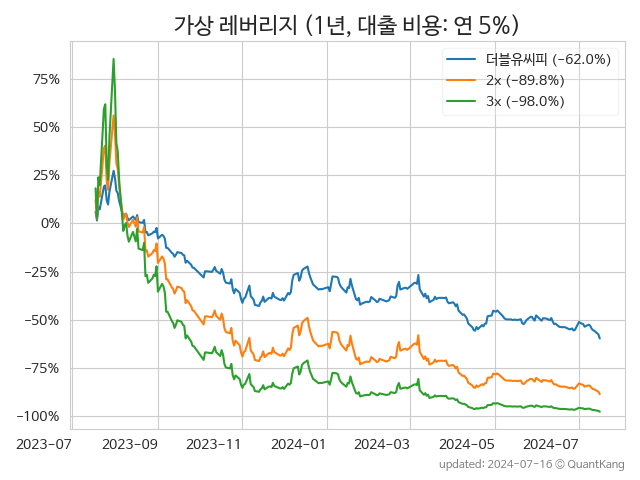 가상 레버리지 (1년, 대출 비용: 연 5%)
더블유씨피 (−62.0%)
2x (−89.8%)
3x (−98.0%)
75%
50%
25%
0%
−25%
−50%
−75%
−100%
2023-07 2023-09 2023-11 2024-01 2024-03 2024-05 2024-07
updated: 2024-07-16 © QuantKang